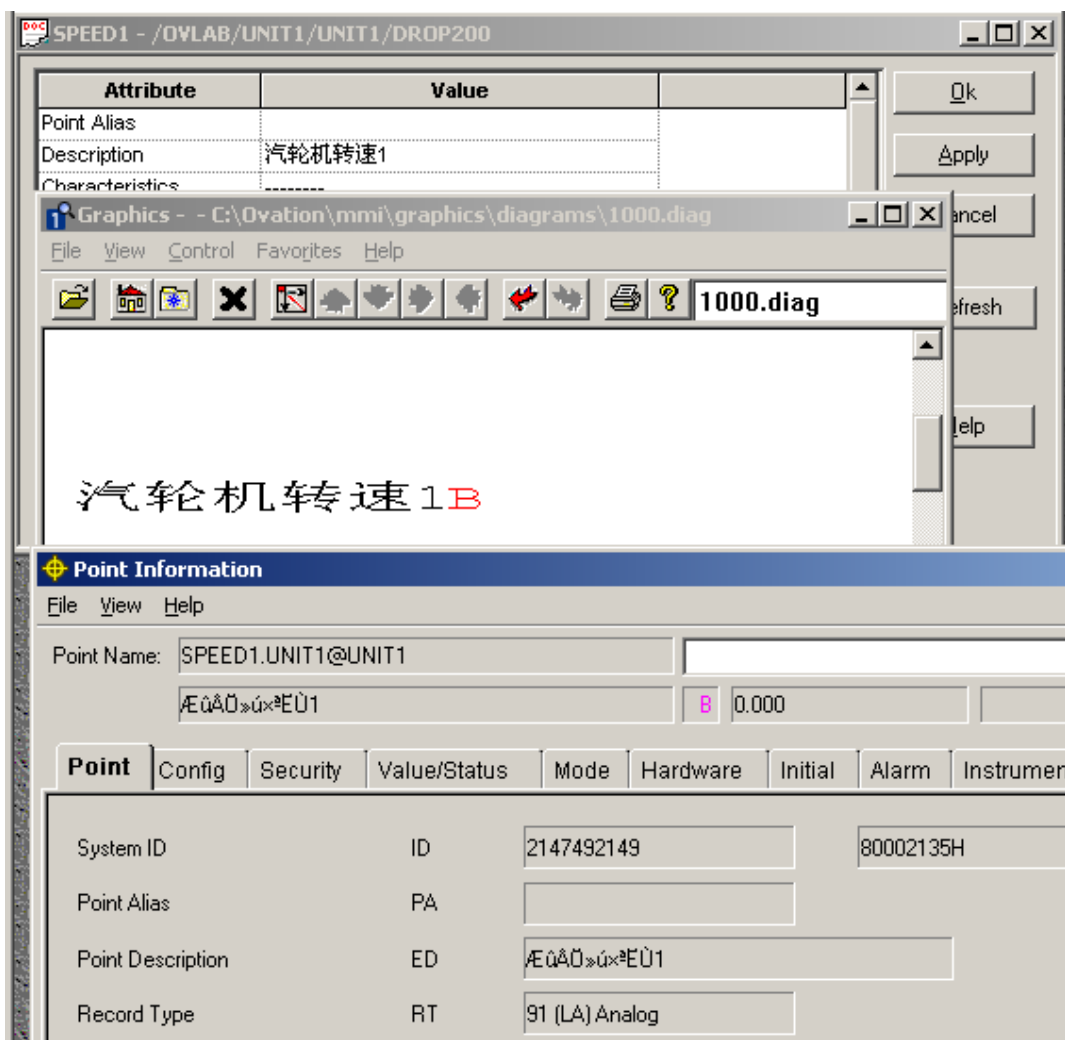 SPEED1 - /OVLAB/UNIT1/UNIT1/DROP200
Attribute Value
Ok
Point Alias
Description 汽轮机转速1
Apply
Characteristics --------
Graphics - - C:\Ovation\mmi\graphics\diagrams\1000.diag
ancel
File View Control Favorites Help
1000.diag
efresh
elp
汽轮机转速1B
Point Information
File View Help
Point Name: SPEED1.UNIT1@UNIT1
ÆûÂÖ»úתËÙ1 B 0.000
Point Config Security Value/Status Mode Hardware Initial Alarm Instrumen
System ID ID 2147492149 80002135H
Point Alias PA
Point Description ED ÆûÂÖ»úתËÙ1
Record Type RT 91 (LA) Analog